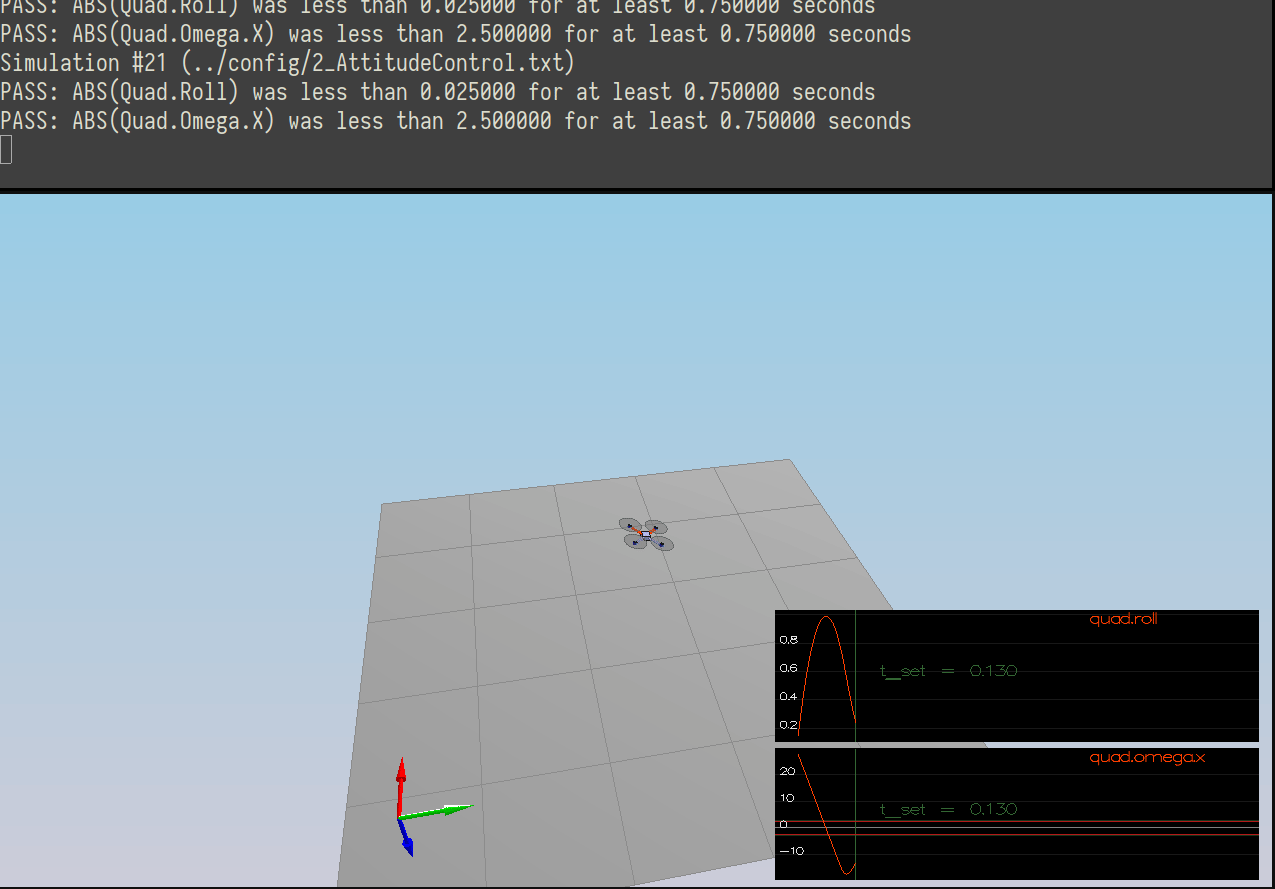 PASS: ABS(Quad.Roll) was less than 0.025000 for at least 0.750000 seconds
PASS: ABS(Quad.Omega.X) was less than 2.500000 for at least 0.750000 seconds
Simulation #21 (../config/2_AttitudeControl.txt)
PASS: ABS(Quad.Roll) was less than 0.025000 for at least 0.750000 seconds
PASS: ABS(Quad.Omega.X) was less than 2.500000 for at least 0.750000 seconds
quad.roll
0.8
0.6
t_set = 0.130
0.4
0.2
quad.omega.x
20
10
t_set = 0.130
0
-10